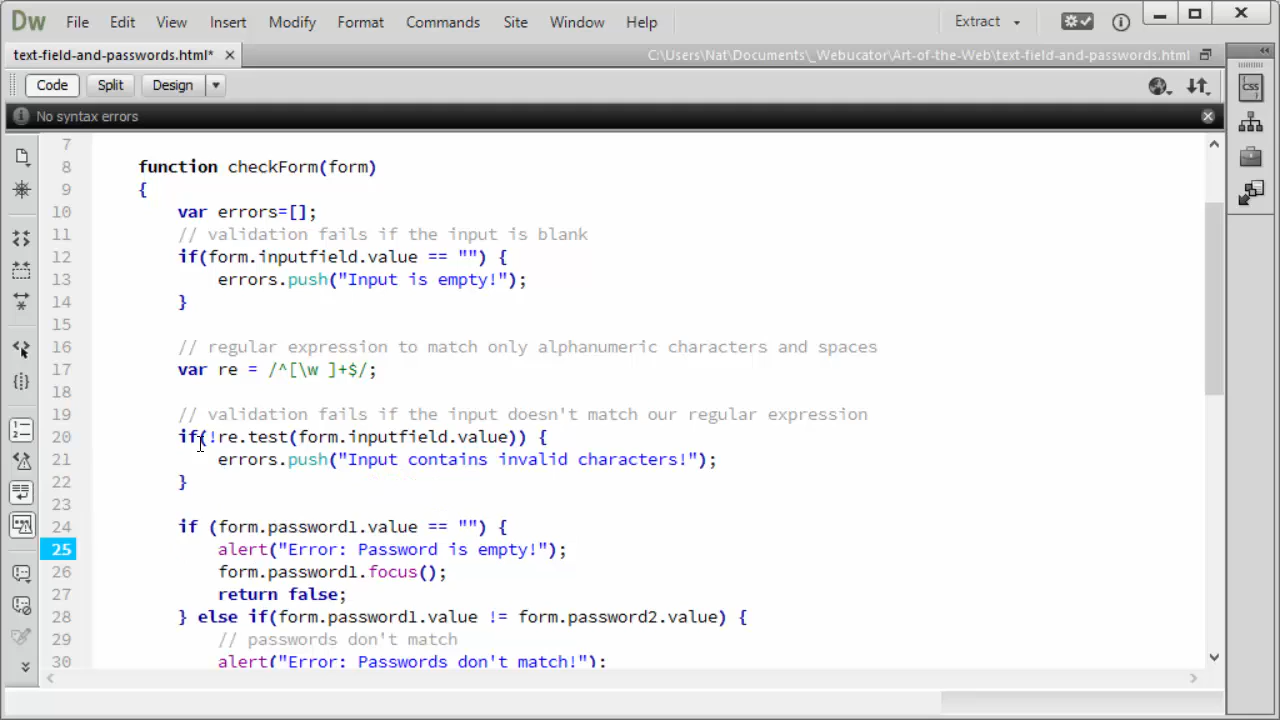 Dw File Edit View Insert Modify Format Commands Site Window Help Extract
text-field-and-passwords.html* C:\Users\Nat\Documents\_Webucator\Art-of-the-Web\text-field-and-passwords.html
Code Split Design
No syntax errors
7
8 function checkForm(form)
9 {
10 var errors=[];
11 // validation fails if the input is blank
12 if(form.inputfield.value == "") {
13 errors.push("Input is empty!");
14 }
15
16 // regular expression to match only alphanumeric characters and spaces
17 var re = /^[\w ]+$/;
18
19 // validation fails if the input doesn't match our regular expression
20 if(!re.test(form.inputfield.value)) {
21 errors.push("Input contains invalid characters!");
22 }
23
24 if (form.password1.value == "") {
25 alert("Error: Password is empty!");
26 form.password1.focus();
27 return false;
28 } else if(form.password1.value != form.password2.value) {
29 // passwords don't match
30 alert("Error: Passwords don't match!");
CSS